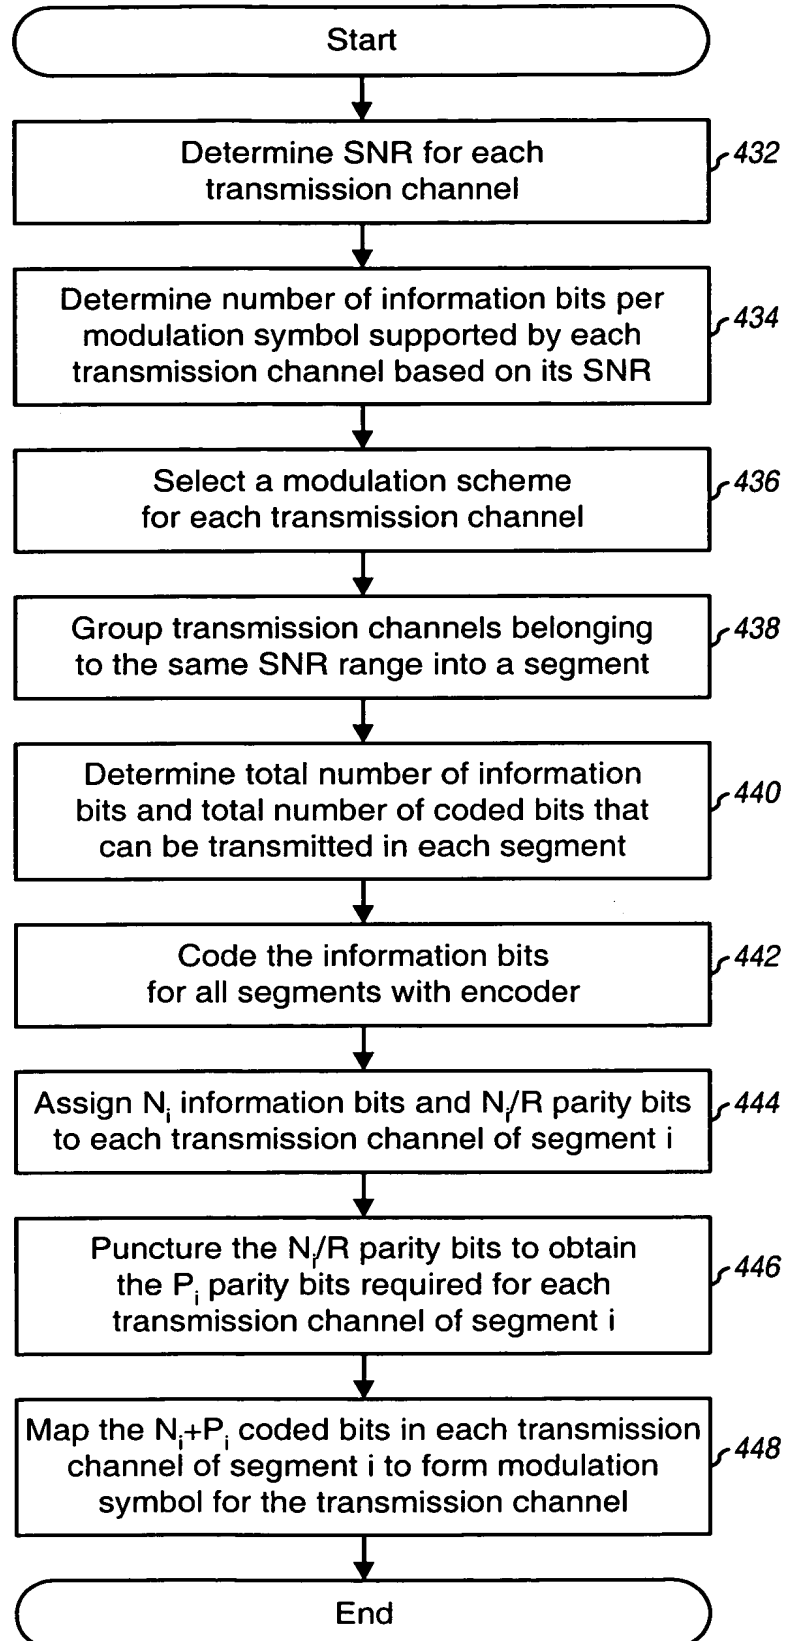 Start
Determine SNR for each
transmission channel
432
Determine number of information bits per
modulation symbol supported by each
transmission channel based on its SNR
434
Select a modulation scheme
for each transmission channel
436
Group transmission channels belonging
to the same SNR range into a segment
438
Determine total number of information
bits and total number of coded bits that
can be transmitted in each segment
440
Code the information bits
for all segments with encoder
442
Assign Ni information bits and Ni/R parity bits
to each transmission channel of segment i
444
Puncture the Ni/R parity bits to obtain
the Pi parity bits required for each
transmission channel of segment i
446
Map the Ni+Pi coded bits in each transmission
channel of segment i to form modulation
symbol for the transmission channel
448
End